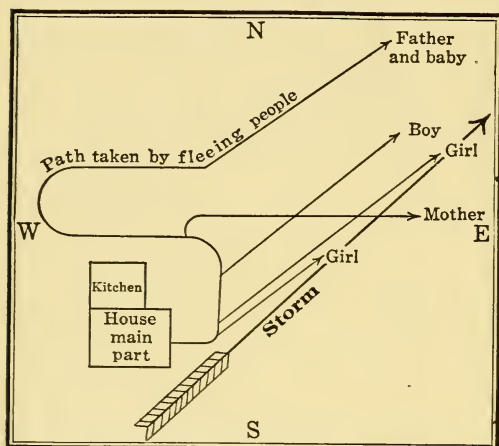 N
Father
and baby
Path taken by fleeing people
Boy
Girl
Mother
W
E
Girl
Kitchen
House
main
part
Storm
S